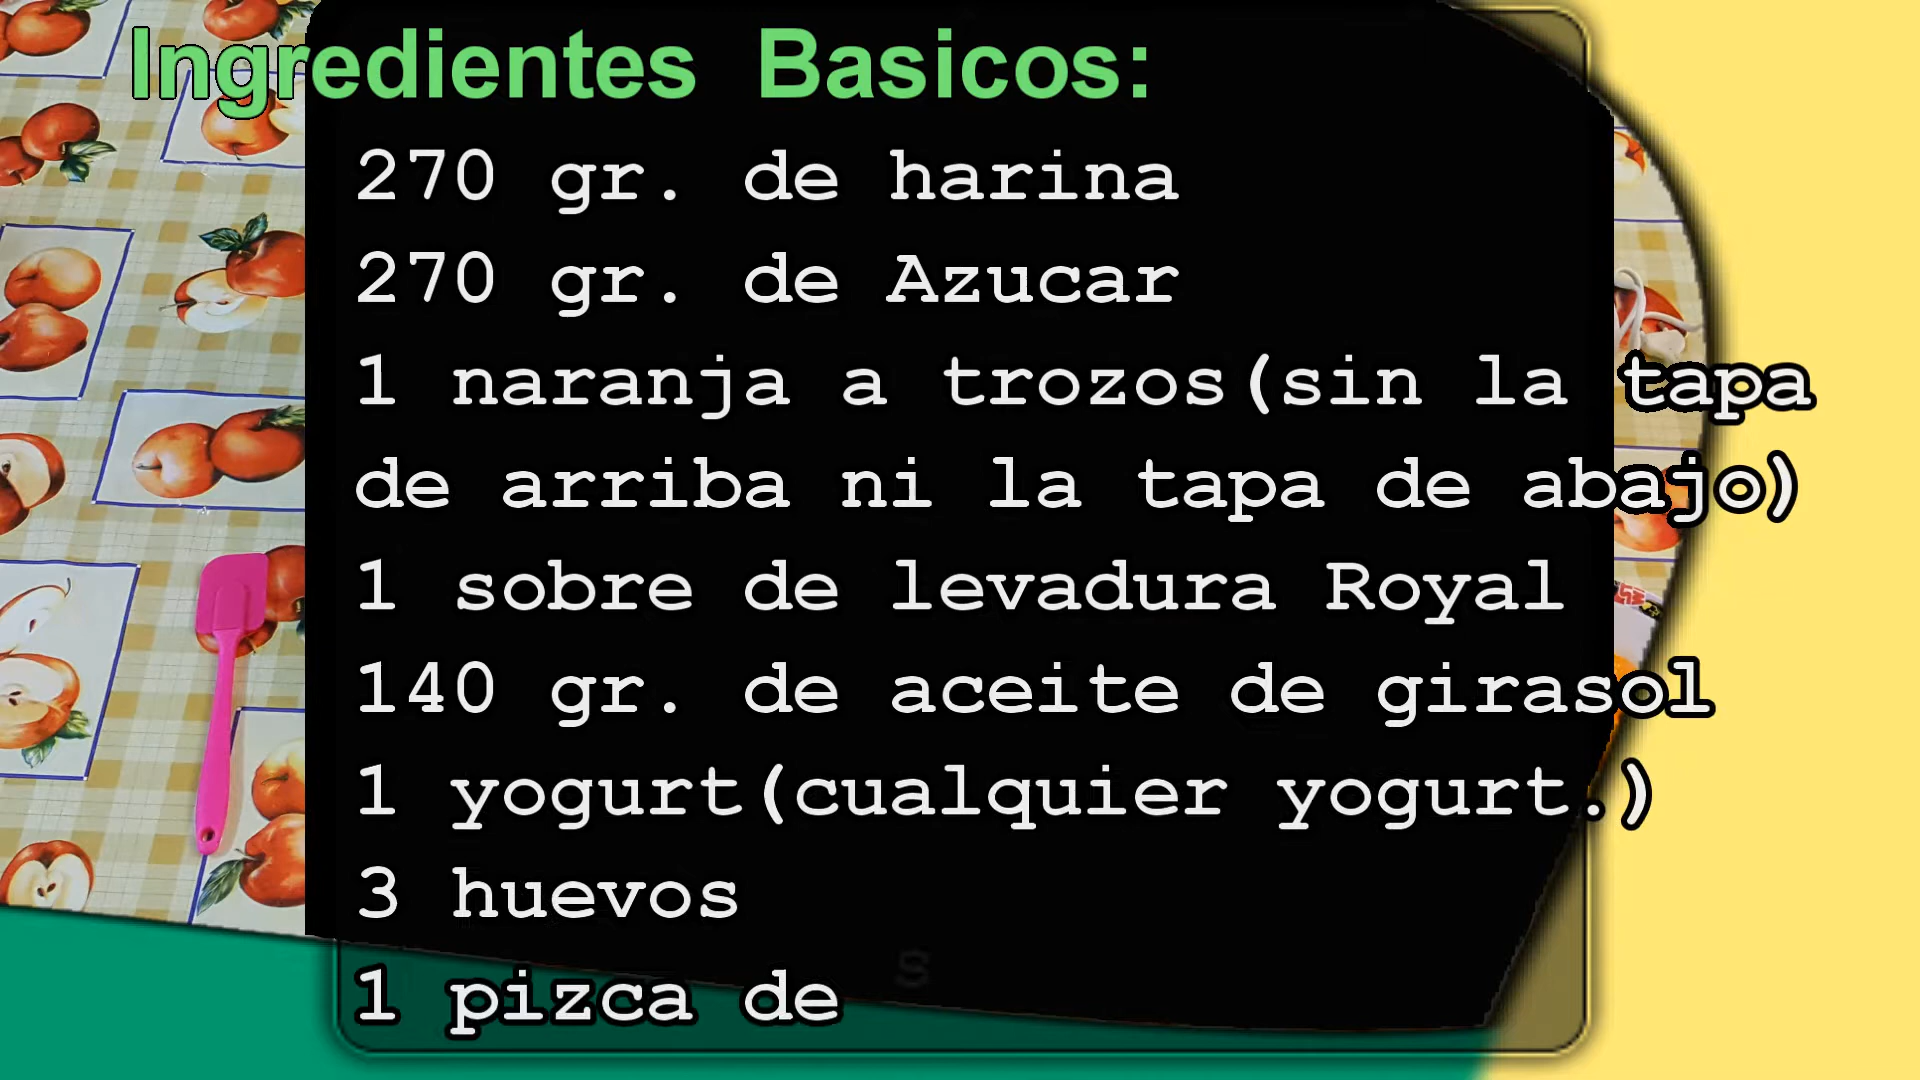 Ingredientes Basicos:
270 gr. de harina
270 gr. de Azucar
1 naranja a trozos(sin la tapa
de arriba ni la tapa de abajo)
1 sobre de levadura Royal
140 gr. de aceite de girasol
1 yogurt(cualquier yogurt.)
3 huevos
1 pizca de